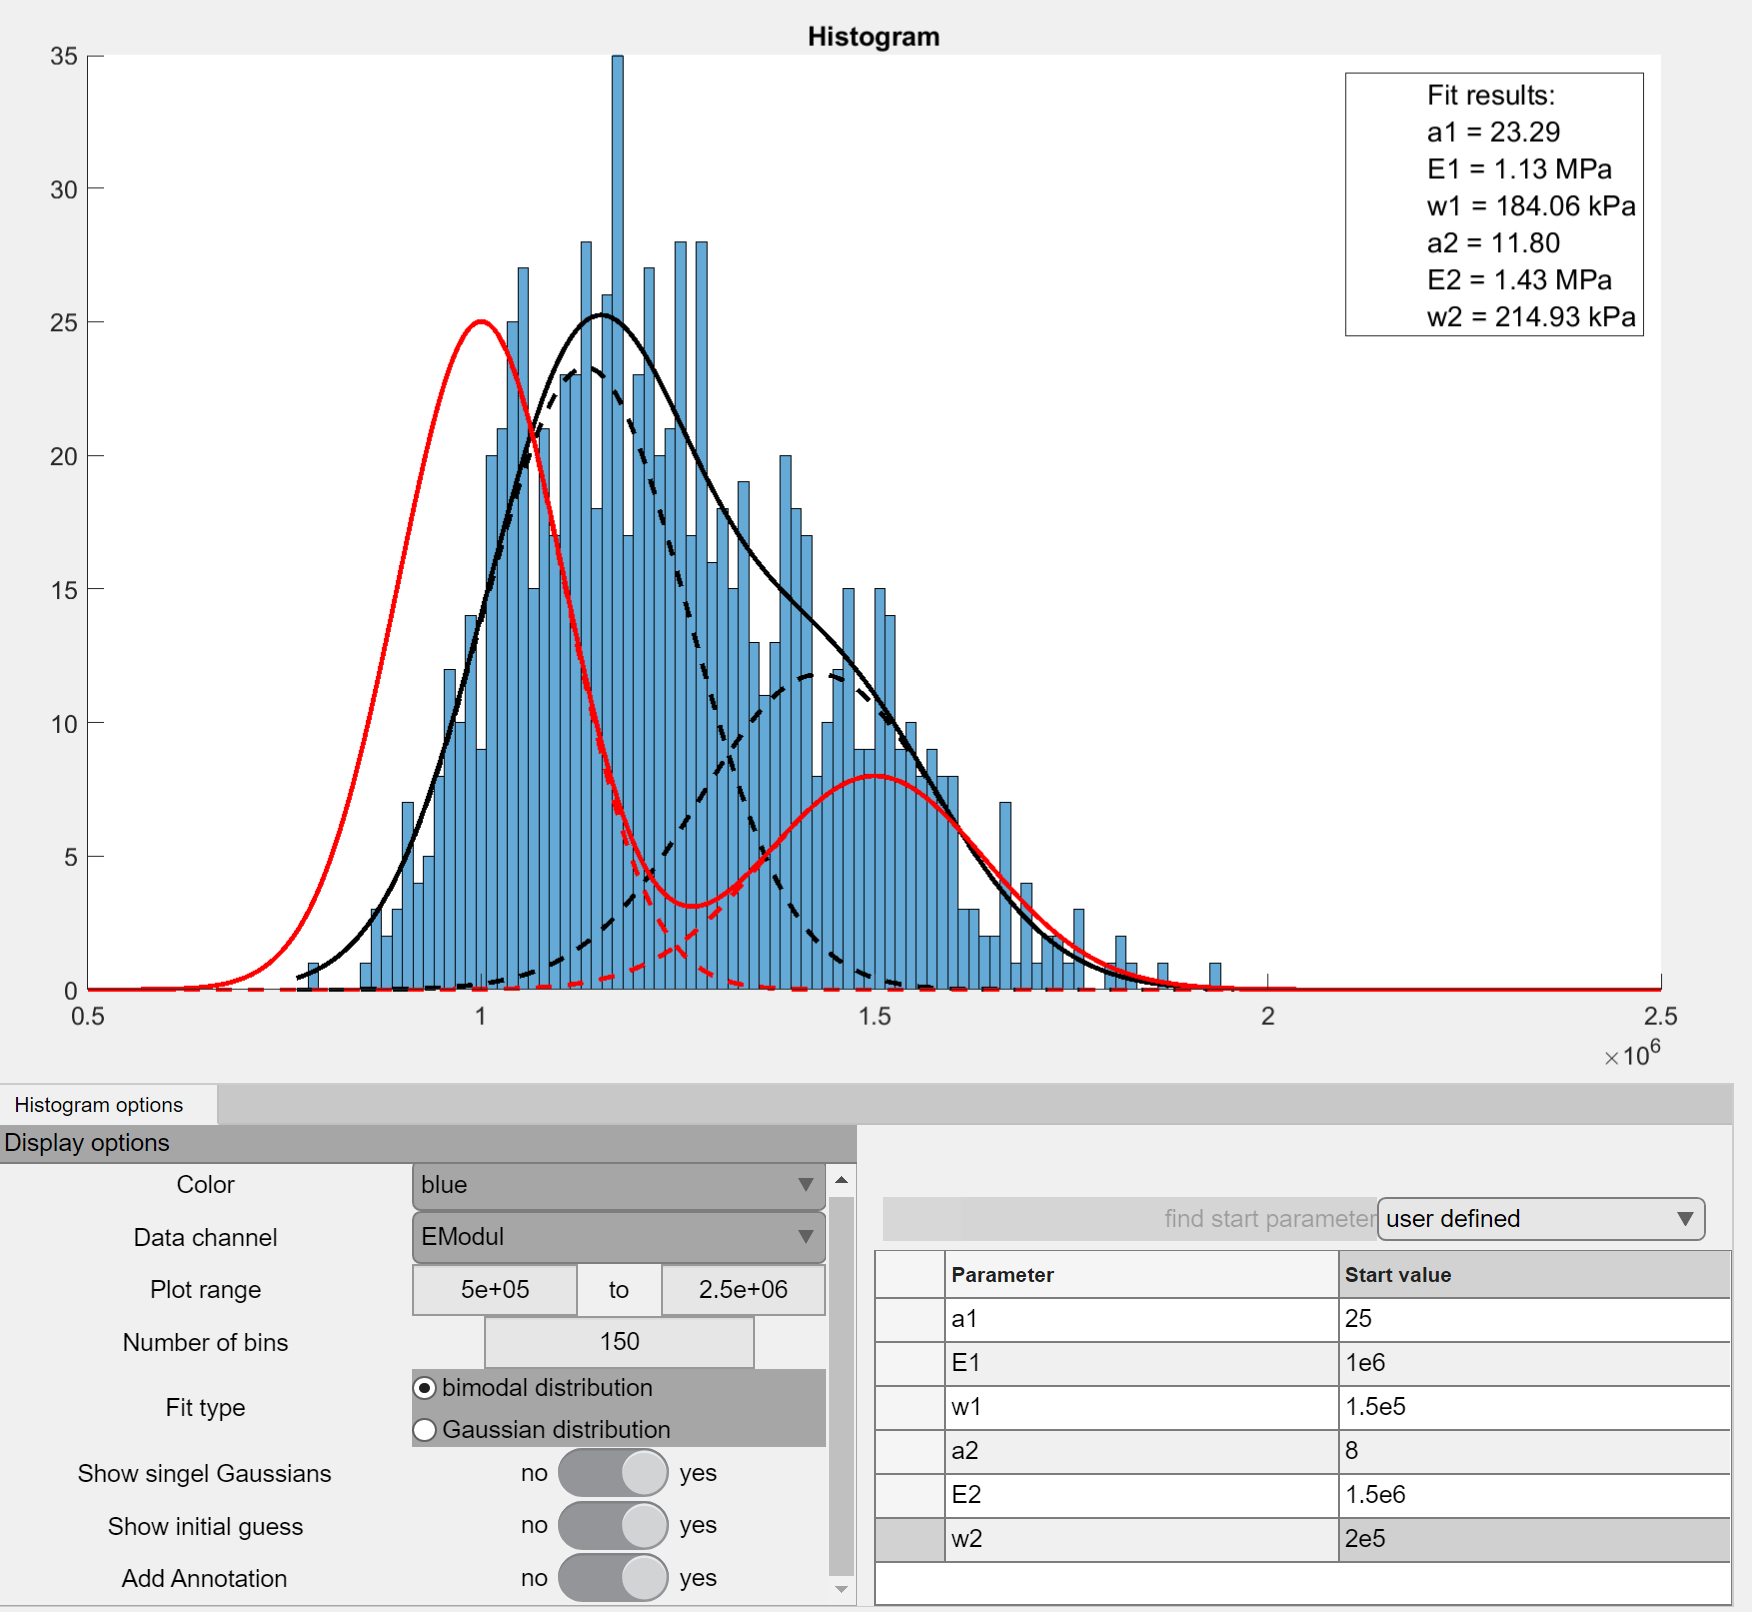 Histogram
35
30
25
20
15
10
5
0
0.5
1
1.5
2
2.5
×10⁶
Fit results:
a1 = 23.29
E1 = 1.13 MPa
w1 = 184.06 kPa
a2 = 11.80
E2 = 1.43 MPa
w2 = 214.93 kPa
Histogram options
Display options
Color blue
Data channel EModul
Plot range 5e+05 to 2.5e+06
Number of bins 150
Fit type
bimodal distribution
Gaussian distribution
Show singel Gaussians no yes
Show initial guess no yes
Add Annotation no yes
find start parameter user defined
Parameter Start value
a1 25
E1 1e6
w1 1.5e5
a2 8
E2 1.5e6
w2 2e5